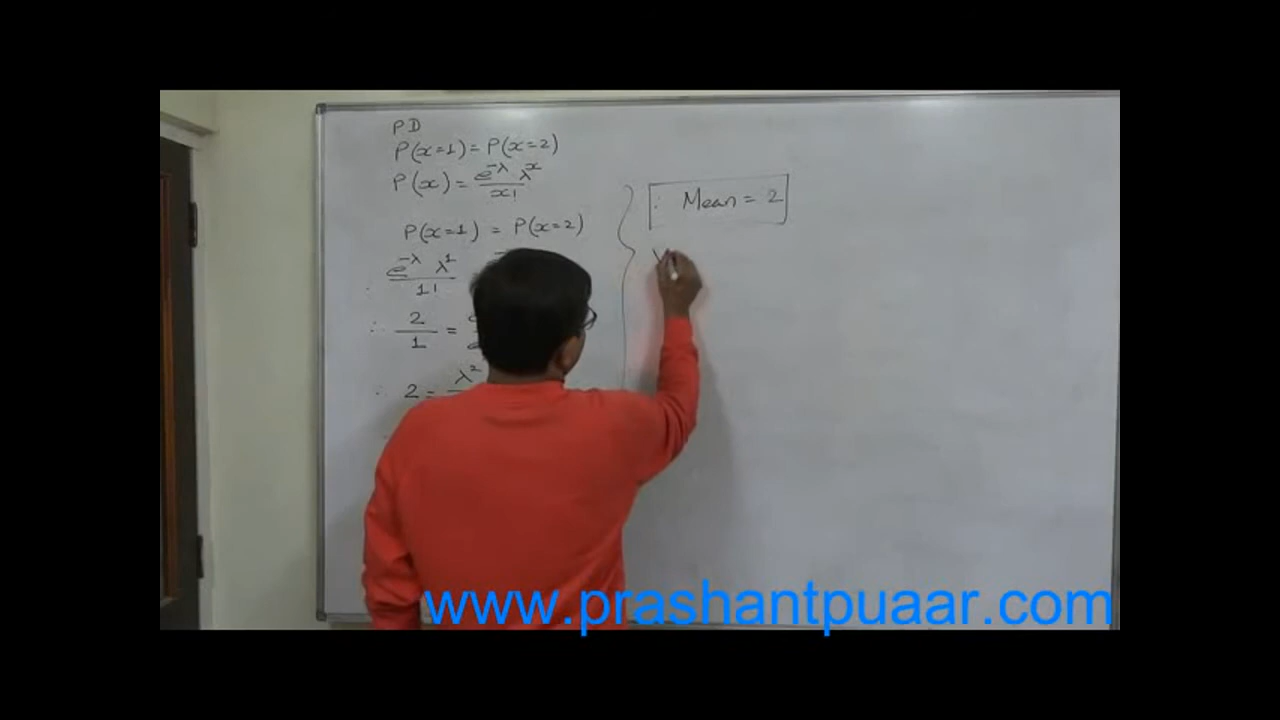 PD
P(x=1) = P(x=2)
P(x) = e^-λ λ^x / x!
P(x=1) = P(x=2)
e^-λ λ^1 / 1!
∴ 2 / 1 =
∴ 2 = λ^2
∴ Mean = 2
www.prashantpuaar.com